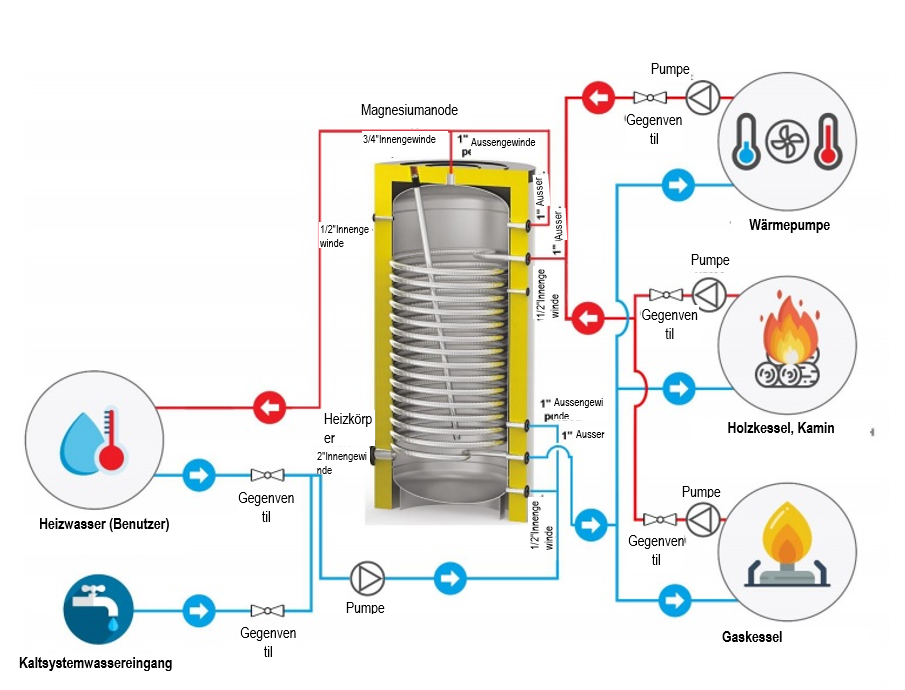 Pumpe
Gegenven
til
Magnesiumanode
3/4"Innengewinde
1" Aussengewinde
1" Ausser
1" Ausser
1/2"Innenge
winde
Wärmepumpe
Pumpe
Gegenven
til
11/2"Innenge
winde
Heizkörp
er
2"Innengewi
nde
1" Aussengewi
nde
1" Ausser
Holzkessel, Kamin
Pumpe
Gegenven
til
1/2"Innenge
winde
Gegenven
til
Heizwasser (Benutzer)
Pumpe
Gegenven
til
Kaltsystemwassereingang
Gaskessel